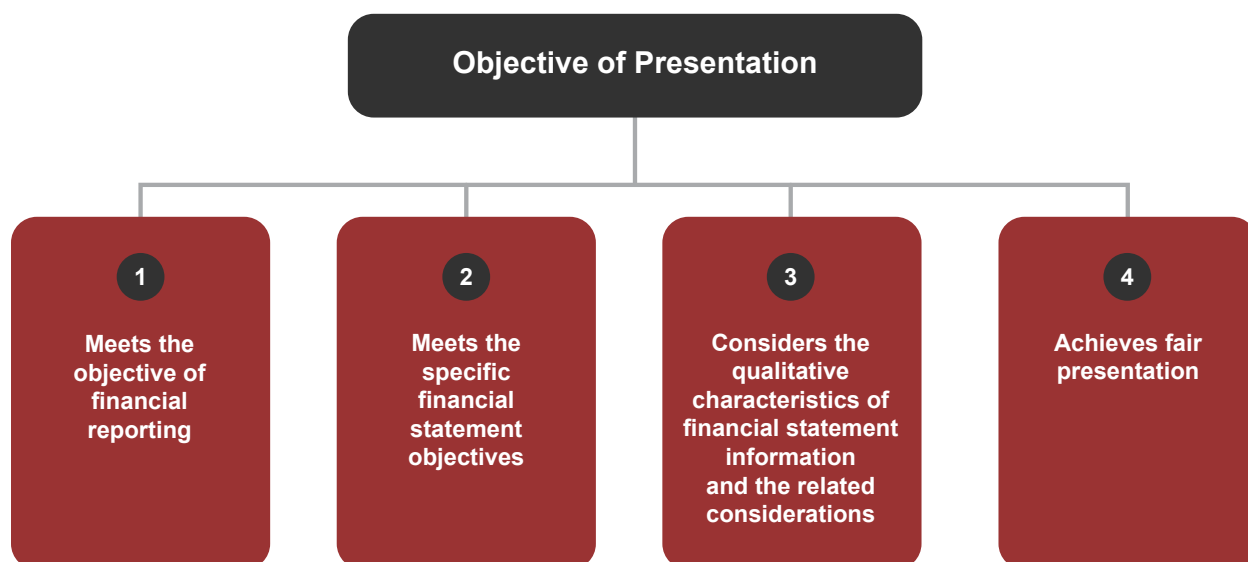 Objective of Presentation
1
Meets the
objective of
financial
reporting
2
Meets the
specific
financial
statement
objectives
3
Considers the
qualitative
characteristics of
financial statement
information
and the related
considerations
4
Achieves fair
presentation